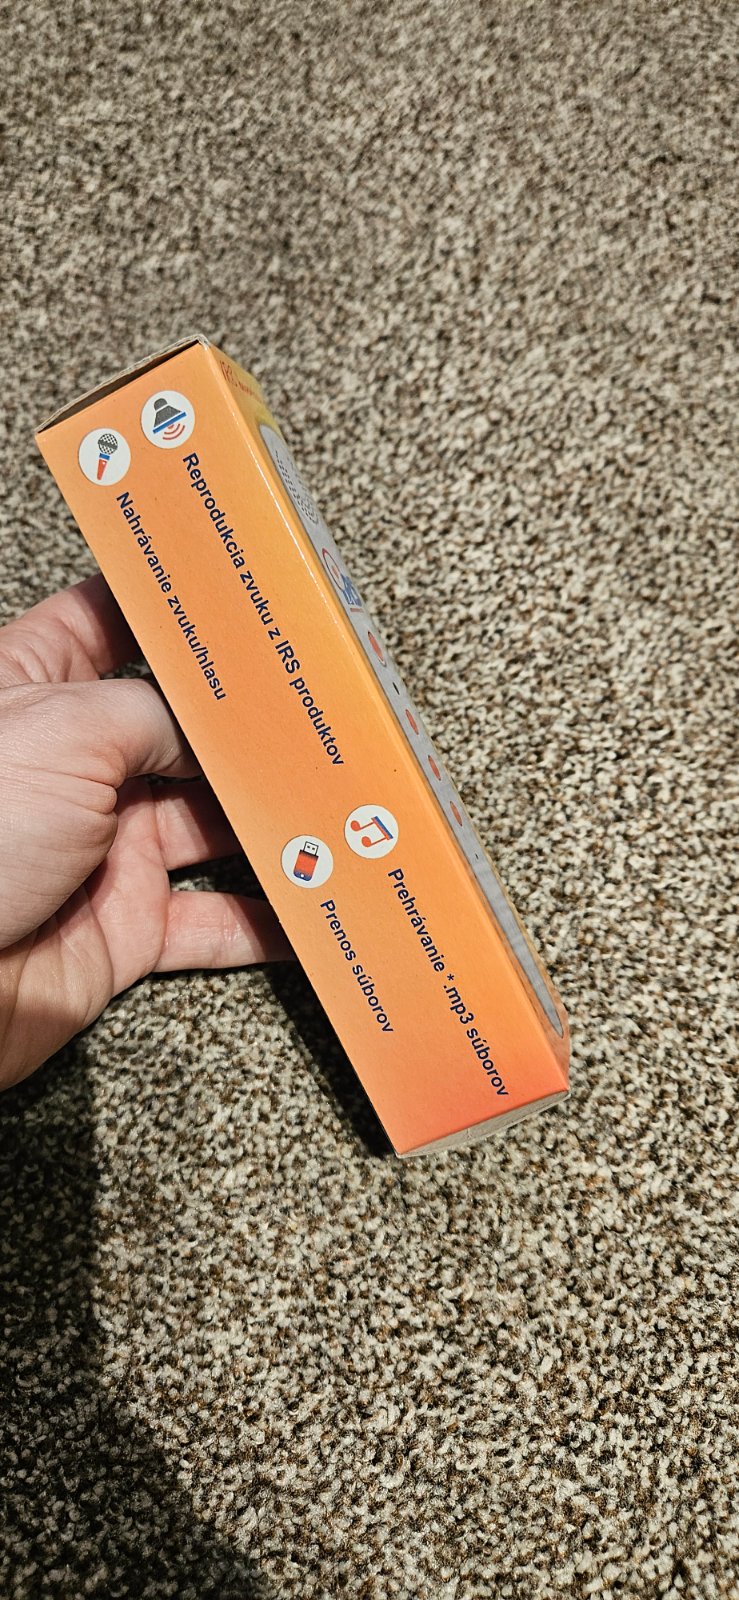 Reprodukcia zvuku z IRS produktov
Prehrávanie *.mp3 súborov
Nahrávanie zvuku/hlasu
Prenos súborov